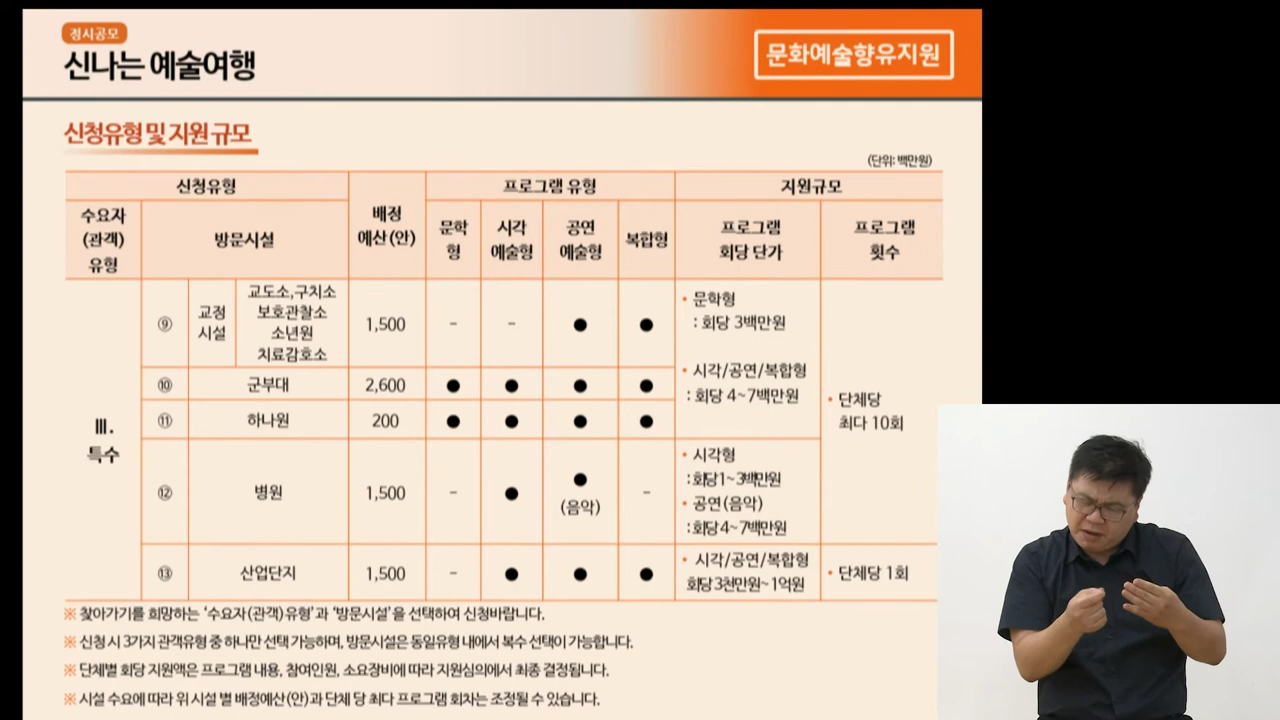 정시공모
신나는 예술여행
문화예술향유지원
신청유형 및 지원 규모
(단위: 백만원)
신청유형
배정
예산(안)
프로그램 유형
지원규모
수요자
(관객)
유형
방문시설
문학
형
시각
예술형
공연
예술형
복합형
프로그램
회당 단가
프로그램
횟수
Ⅲ.
특수
⑨
교정
시설
교도소,구치소
보호관찰소
소년원
치료감호소
1,500
-
-
●
●
• 문학형
: 회당 3백만원
• 시각/공연/복합형
: 회당 4~7백만원
• 단체당
최다 10회
⑩
군부대
2,600
●
●
●
●
⑪
하나원
200
●
●
●
●
⑫
병원
1,500
-
●
●
(음악)
-
• 시각형
: 회당 1~3백만원
• 공연(음악)
: 회당 4~7백만원
⑬
산업단지
1,500
-
●
●
●
• 시각/공연/복합형
회당 3천만원~1억원
• 단체당 1회
※ 찾아가기를 희망하는 ‘수요자(관객) 유형’과 ‘방문시설’을 선택하여 신청바랍니다.
※ 신청 시 3가지 관객유형 중 하나만 선택 가능하며, 방문시설은 동일유형 내에서 복수 선택이 가능합니다.
※ 단체별 회당 지원액은 프로그램 내용, 참여인원, 소요장비에 따라 지원심의에서 최종 결정됩니다.
※ 시설 수요에 따라 위 시설 별 배정예산(안)과 단체 당 최다 프로그램 회차는 조정될 수 있습니다.